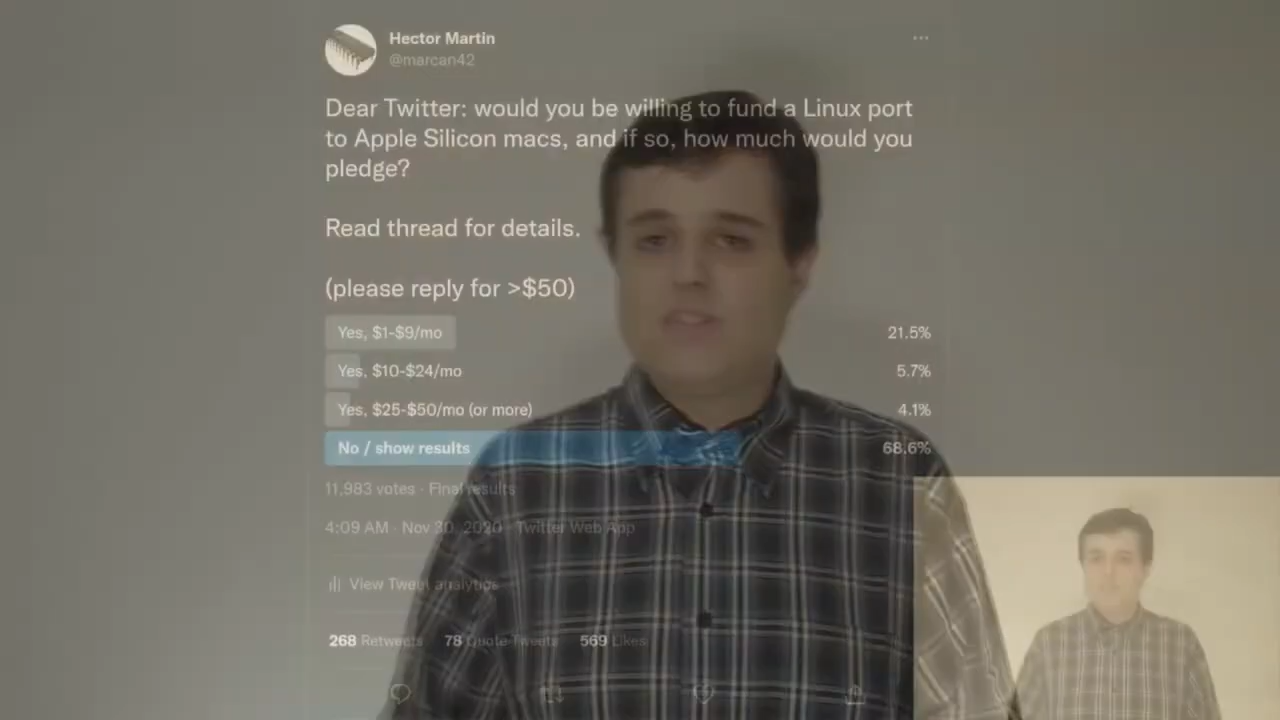 Hector Martin
@marcan42
Dear Twitter: would you be willing to fund a Linux port
to Apple Silicon macs, and if so, how much would you
pledge?
Read thread for details.
(please reply for >$50)
Yes, $1-$9/mo 21.5%
Yes, $10-$24/mo 5.7%
Yes, $25-$50/mo (or more) 4.1%
No / show results 68.6%
11,983 votes · Final results
4:09 AM · Nov 30, 2020 · Twitter Web App
View Tweet analytics
268 Retweets 78 Quote Tweets 569 Likes